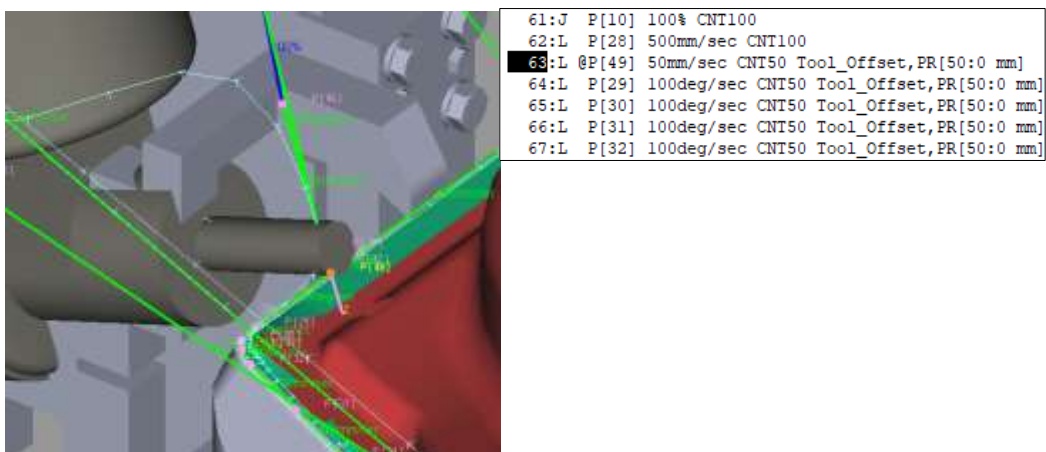 61:J P[10] 100% CNT100
62:L P[28] 500mm/sec CNT100
63:L @P[49] 50mm/sec CNT50 Tool_Offset,PR[50:0 mm]
64:L P[29] 100deg/sec CNT50 Tool_Offset,PR[50:0 mm]
65:L P[30] 100deg/sec CNT50 Tool_Offset,PR[50:0 mm]
66:L P[31] 100deg/sec CNT50 Tool_Offset,PR[50:0 mm]
67:L P[32] 100deg/sec CNT50 Tool_Offset,PR[50:0 mm]